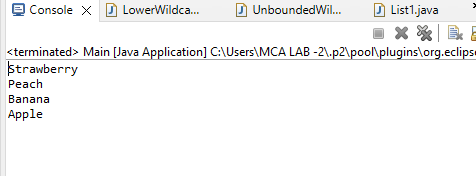 Console
LowerWildca...
UnboundedWil...
List1.java
<terminated> Main [Java Application] C:\Users\MCA LAB -2\.p2\pool\plugins\org.eclips
Strawberry
Peach
Banana
Apple